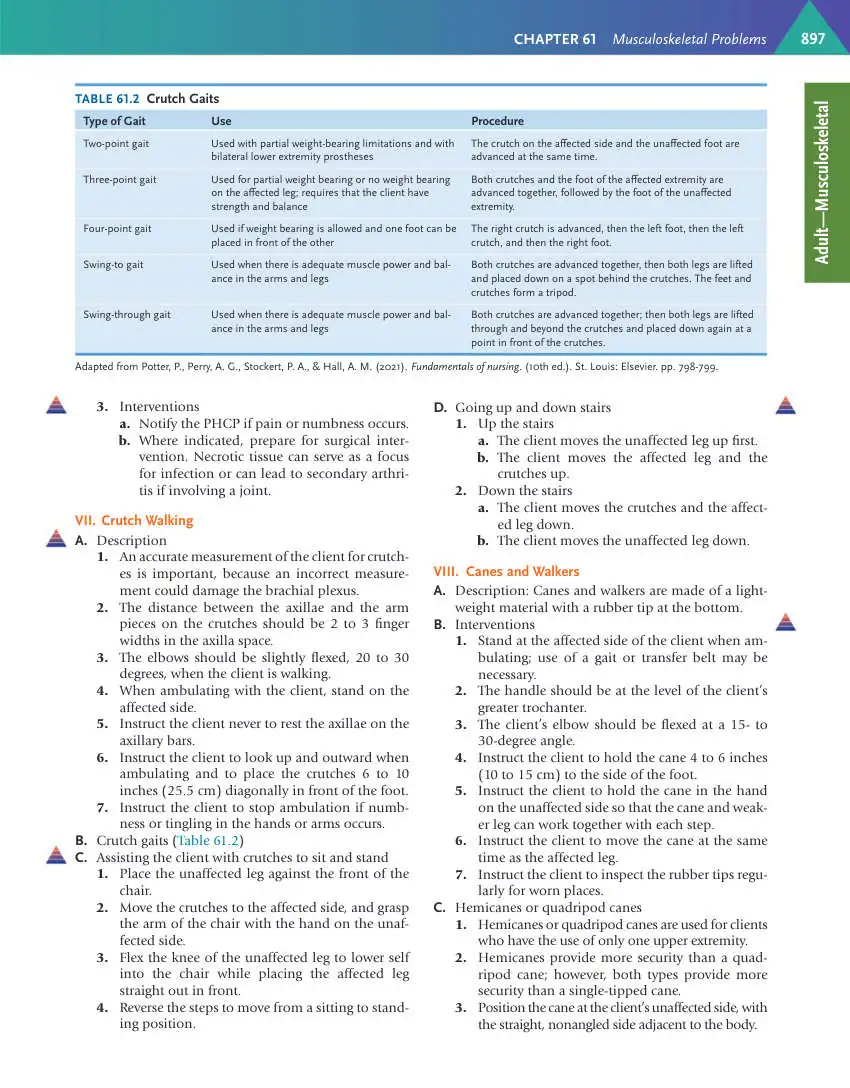 CHAPTER 61 Musculoskeletal Problems 897
Adult—Musculoskeletal
TABLE 61.2 Crutch Gaits
Type of Gait Use Procedure
Two-point gait Used with partial weight-bearing limitations and with The crutch on the affected side and the unaffected foot are
bilateral lower extremity prostheses advanced at the same time.
Three-point gait Used for partial weight bearing or no weight bearing Both crutches and the foot of the affected extremity are
on the affected leg; requires that the client have advanced together, followed by the foot of the unaffected
strength and balance extremity.
Four-point gait Used if weight bearing is allowed and one foot can be The right crutch is advanced, then the left foot, then the left
placed in front of the other crutch, and then the right foot.
Swing-to gait Used when there is adequate muscle power and bal- Both crutches are advanced together, then both legs are lifted
ance in the arms and legs and placed down on a spot behind the crutches. The feet and
crutches form a tripod.
Swing-through gait Used when there is adequate muscle power and bal- Both crutches are advanced together; then both legs are lifted
ance in the arms and legs through and beyond the crutches and placed down again at a
point in front of the crutches.
Adapted from Potter, P., Perry, A. G., Stockert, P. A., & Hall, A. M. (2021). Fundamentals of nursing. (10th ed.). St. Louis: Elsevier. pp. 798-799.
3. Interventions
a. Notify the PHCP if pain or numbness occurs.
b. Where indicated, prepare for surgical inter-
vention. Necrotic tissue can serve as a focus
for infection or can lead to secondary arthri-
tis if involving a joint.
VII. Crutch Walking
A. Description
1. An accurate measurement of the client for crutch-
es is important, because an incorrect measure-
ment could damage the brachial plexus.
2. The distance between the axillae and the arm
pieces on the crutches should be 2 to 3 finger
widths in the axilla space.
3. The elbows should be slightly flexed, 20 to 30
degrees, when the client is walking.
4. When ambulating with the client, stand on the
affected side.
5. Instruct the client never to rest the axillae on the
axillary bars.
6. Instruct the client to look up and outward when
ambulating and to place the crutches 6 to 10
inches (25.5 cm) diagonally in front of the foot.
7. Instruct the client to stop ambulation if numb-
ness or tingling in the hands or arms occurs.
B. Crutch gaits (Table 61.2)
C. Assisting the client with crutches to sit and stand
1. Place the unaffected leg against the front of the
chair.
2. Move the crutches to the affected side, and grasp
the arm of the chair with the hand on the unaf-
fected side.
3. Flex the knee of the unaffected leg to lower self
into the chair while placing the affected leg
straight out in front.
4. Reverse the steps to move from a sitting to stand-
ing position.
D. Going up and down stairs
1. Up the stairs
a. The client moves the unaffected leg up first.
b. The client moves the affected leg and the
crutches up.
2. Down the stairs
a. The client moves the crutches and the affect-
ed leg down.
b. The client moves the unaffected leg down.
VIII. Canes and Walkers
A. Description: Canes and walkers are made of a light-
weight material with a rubber tip at the bottom.
B. Interventions
1. Stand at the affected side of the client when am-
bulating; use of a gait or transfer belt may be
necessary.
2. The handle should be at the level of the client's
greater trochanter.
3. The client's elbow should be flexed at a 15- to
30-degree angle.
4. Instruct the client to hold the cane 4 to 6 inches
(10 to 15 cm) to the side of the foot.
5. Instruct the client to hold the cane in the hand
on the unaffected side so that the cane and weak-
er leg can work together with each step.
6. Instruct the client to move the cane at the same
time as the affected leg.
7. Instruct the client to inspect the rubber tips regu-
larly for worn places.
C. Hemicanes or quadripod canes
1. Hemicanes or quadripod canes are used for clients
who have the use of only one upper extremity.
2. Hemicanes provide more security than a quad-
ripod cane; however, both types provide more
security than a single-tipped cane.
3. Position the cane at the client's unaffected side, with
the straight, nonangled side adjacent to the body.